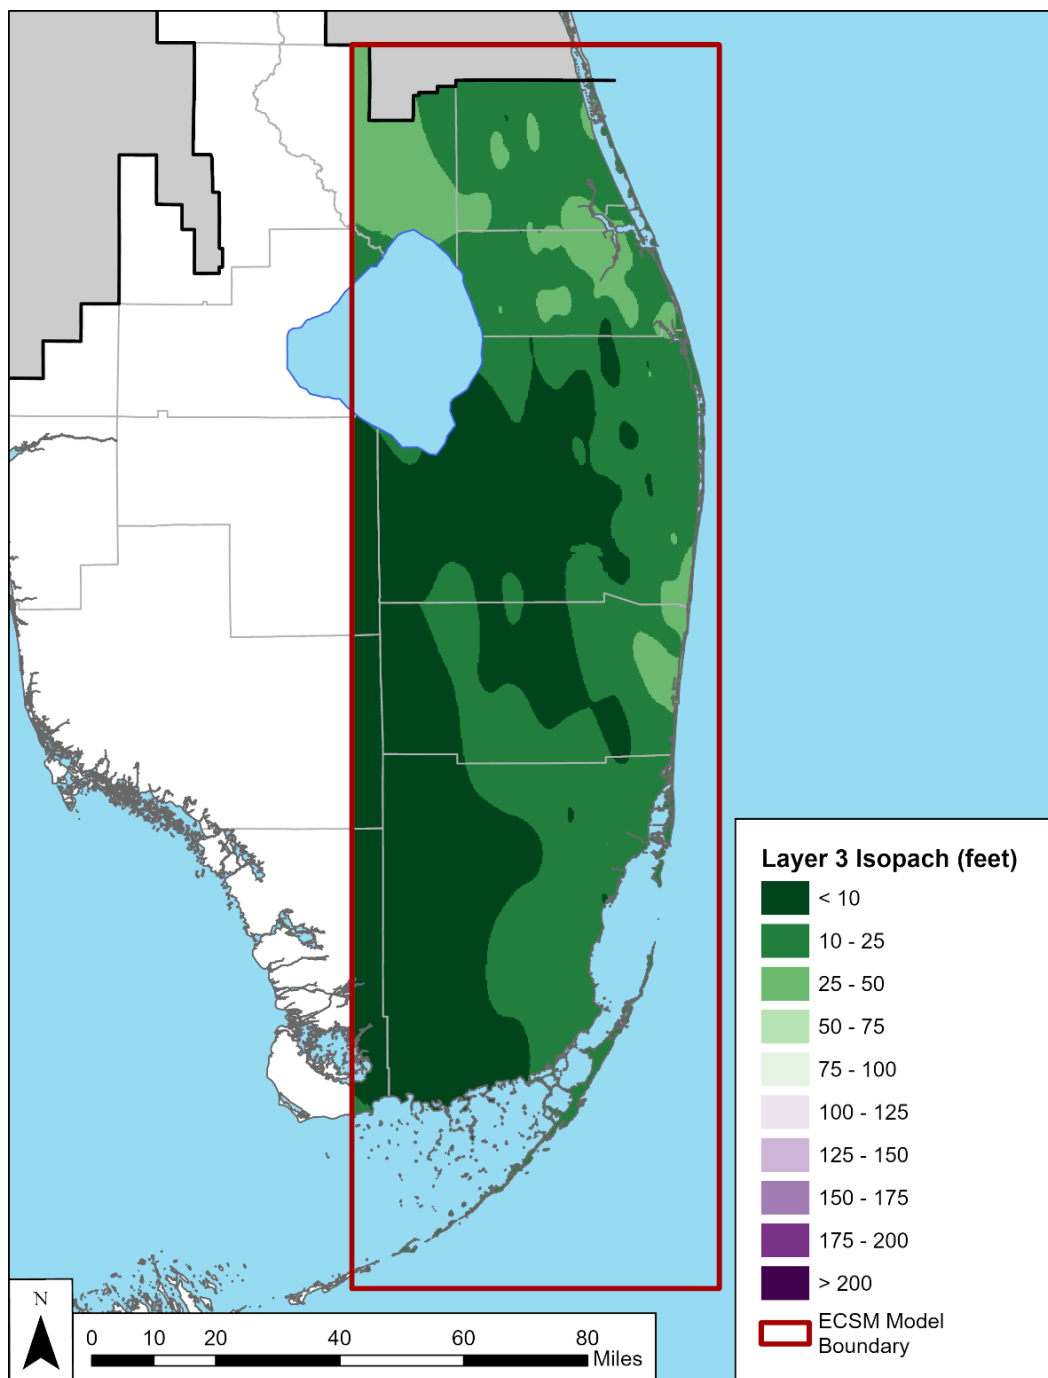 Layer 3 Isopach (feet)
< 10
10 - 25
25 - 50
50 - 75
75 - 100
100 - 125
125 - 150
150 - 175
175 - 200
> 200
ECSM Model
Boundary
N
0 10 20 40 60 80
Miles